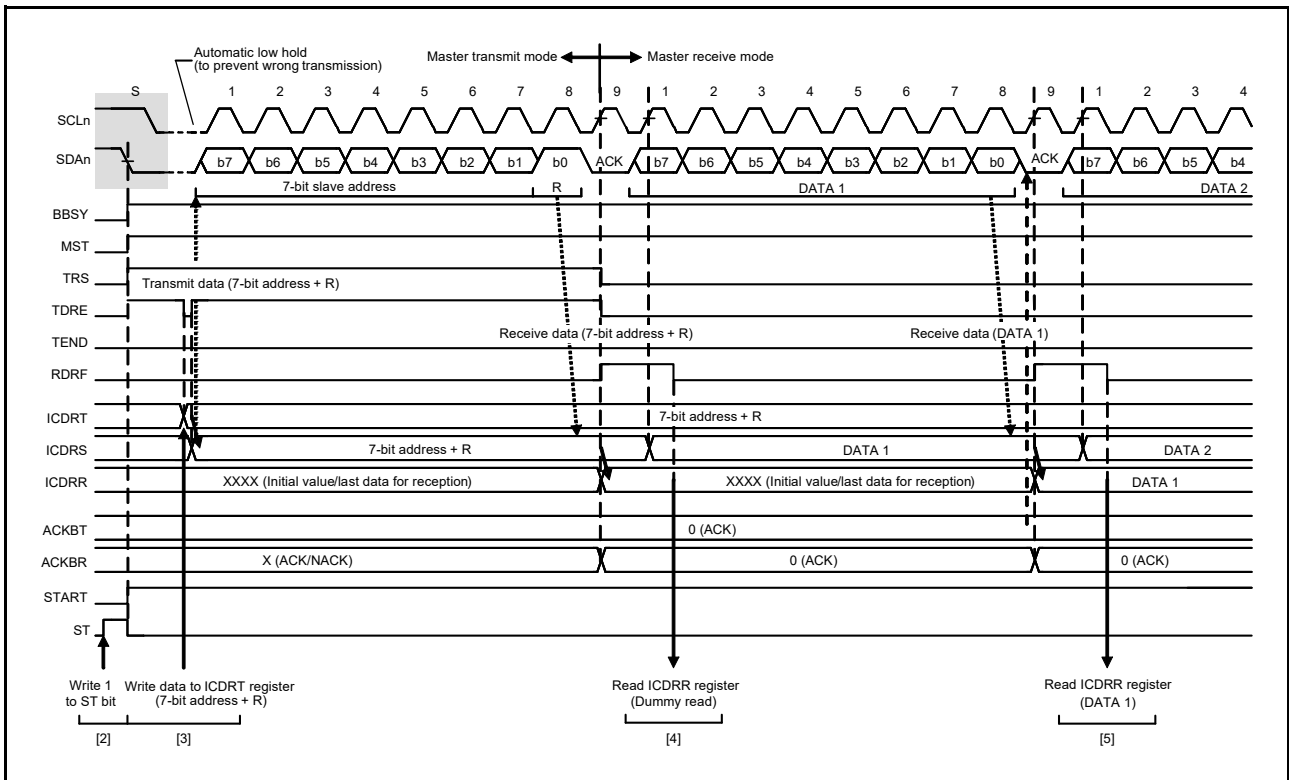 Automatic low hold
(to prevent wrong transmission)
Master transmit mode Master receive mode
S 1 2 3 4 5 6 7 8 9 1 2 3 4 5 6 7 8 9 1 2 3 4
SCLn
SDAn b7 b6 b5 b4 b3 b2 b1 b0 ACK b7 b6 b5 b4 b3 b2 b1 b0 ACK b7 b6 b5 b4
7-bit slave address R DATA 1 DATA 2
BBSY
MST
TRS
Transmit data (7-bit address + R)
TDRE
Receive data (7-bit address + R) Receive data (DATA 1)
TEND
RDRF
ICDRT 7-bit address + R
ICDRS 7-bit address + R DATA 1 DATA 2
ICDRR XXXX (Initial value/last data for reception) XXXX (Initial value/last data for reception) DATA 1
ACKBT 0 (ACK)
ACKBR X (ACK/NACK) 0 (ACK) 0 (ACK)
START
ST
Write 1 Write data to ICDRT register Read ICDRR register Read ICDRR register
to ST bit (7-bit address + R) (Dummy read) (DATA 1)
[2] [3] [4] [5]